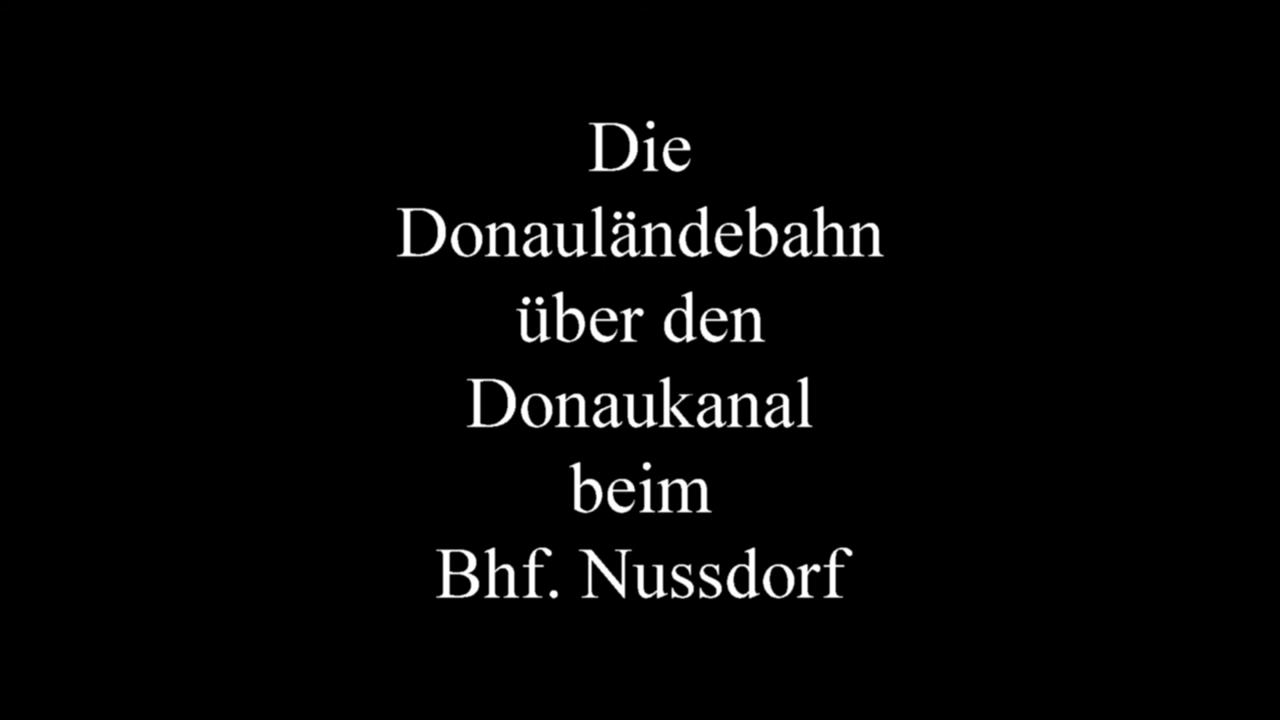 Die
Donauländebahn
über den
Donaukanal
beim
Bhf. Nussdorf